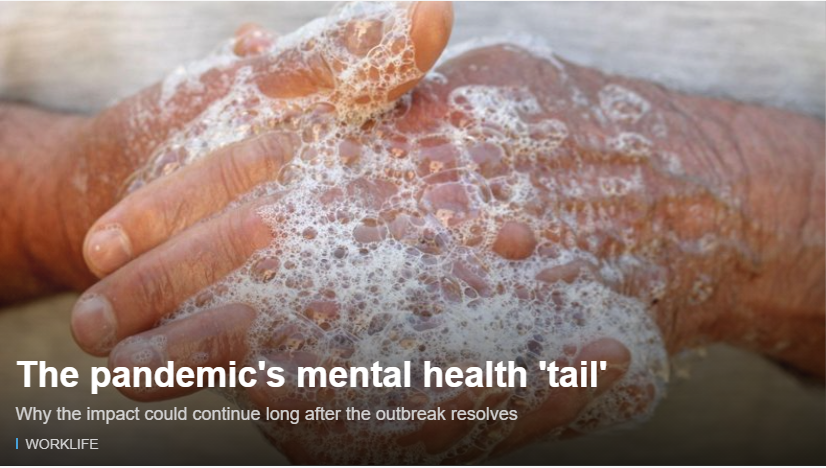 The pandemic's mental health 'tail'
Why the impact could continue long after the outbreak resolves
WORKLIFE